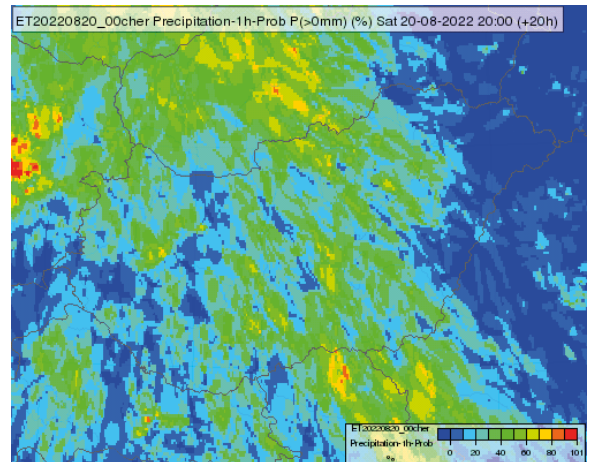 ET20220820_00cher Precipitation-1h-Prob P(>0mm) (%) Sat 20-08-2022 20:00 (+20h)
ET20220820_00cher
Precipitation-1h-Prob
0 20 40 60 80 101
%